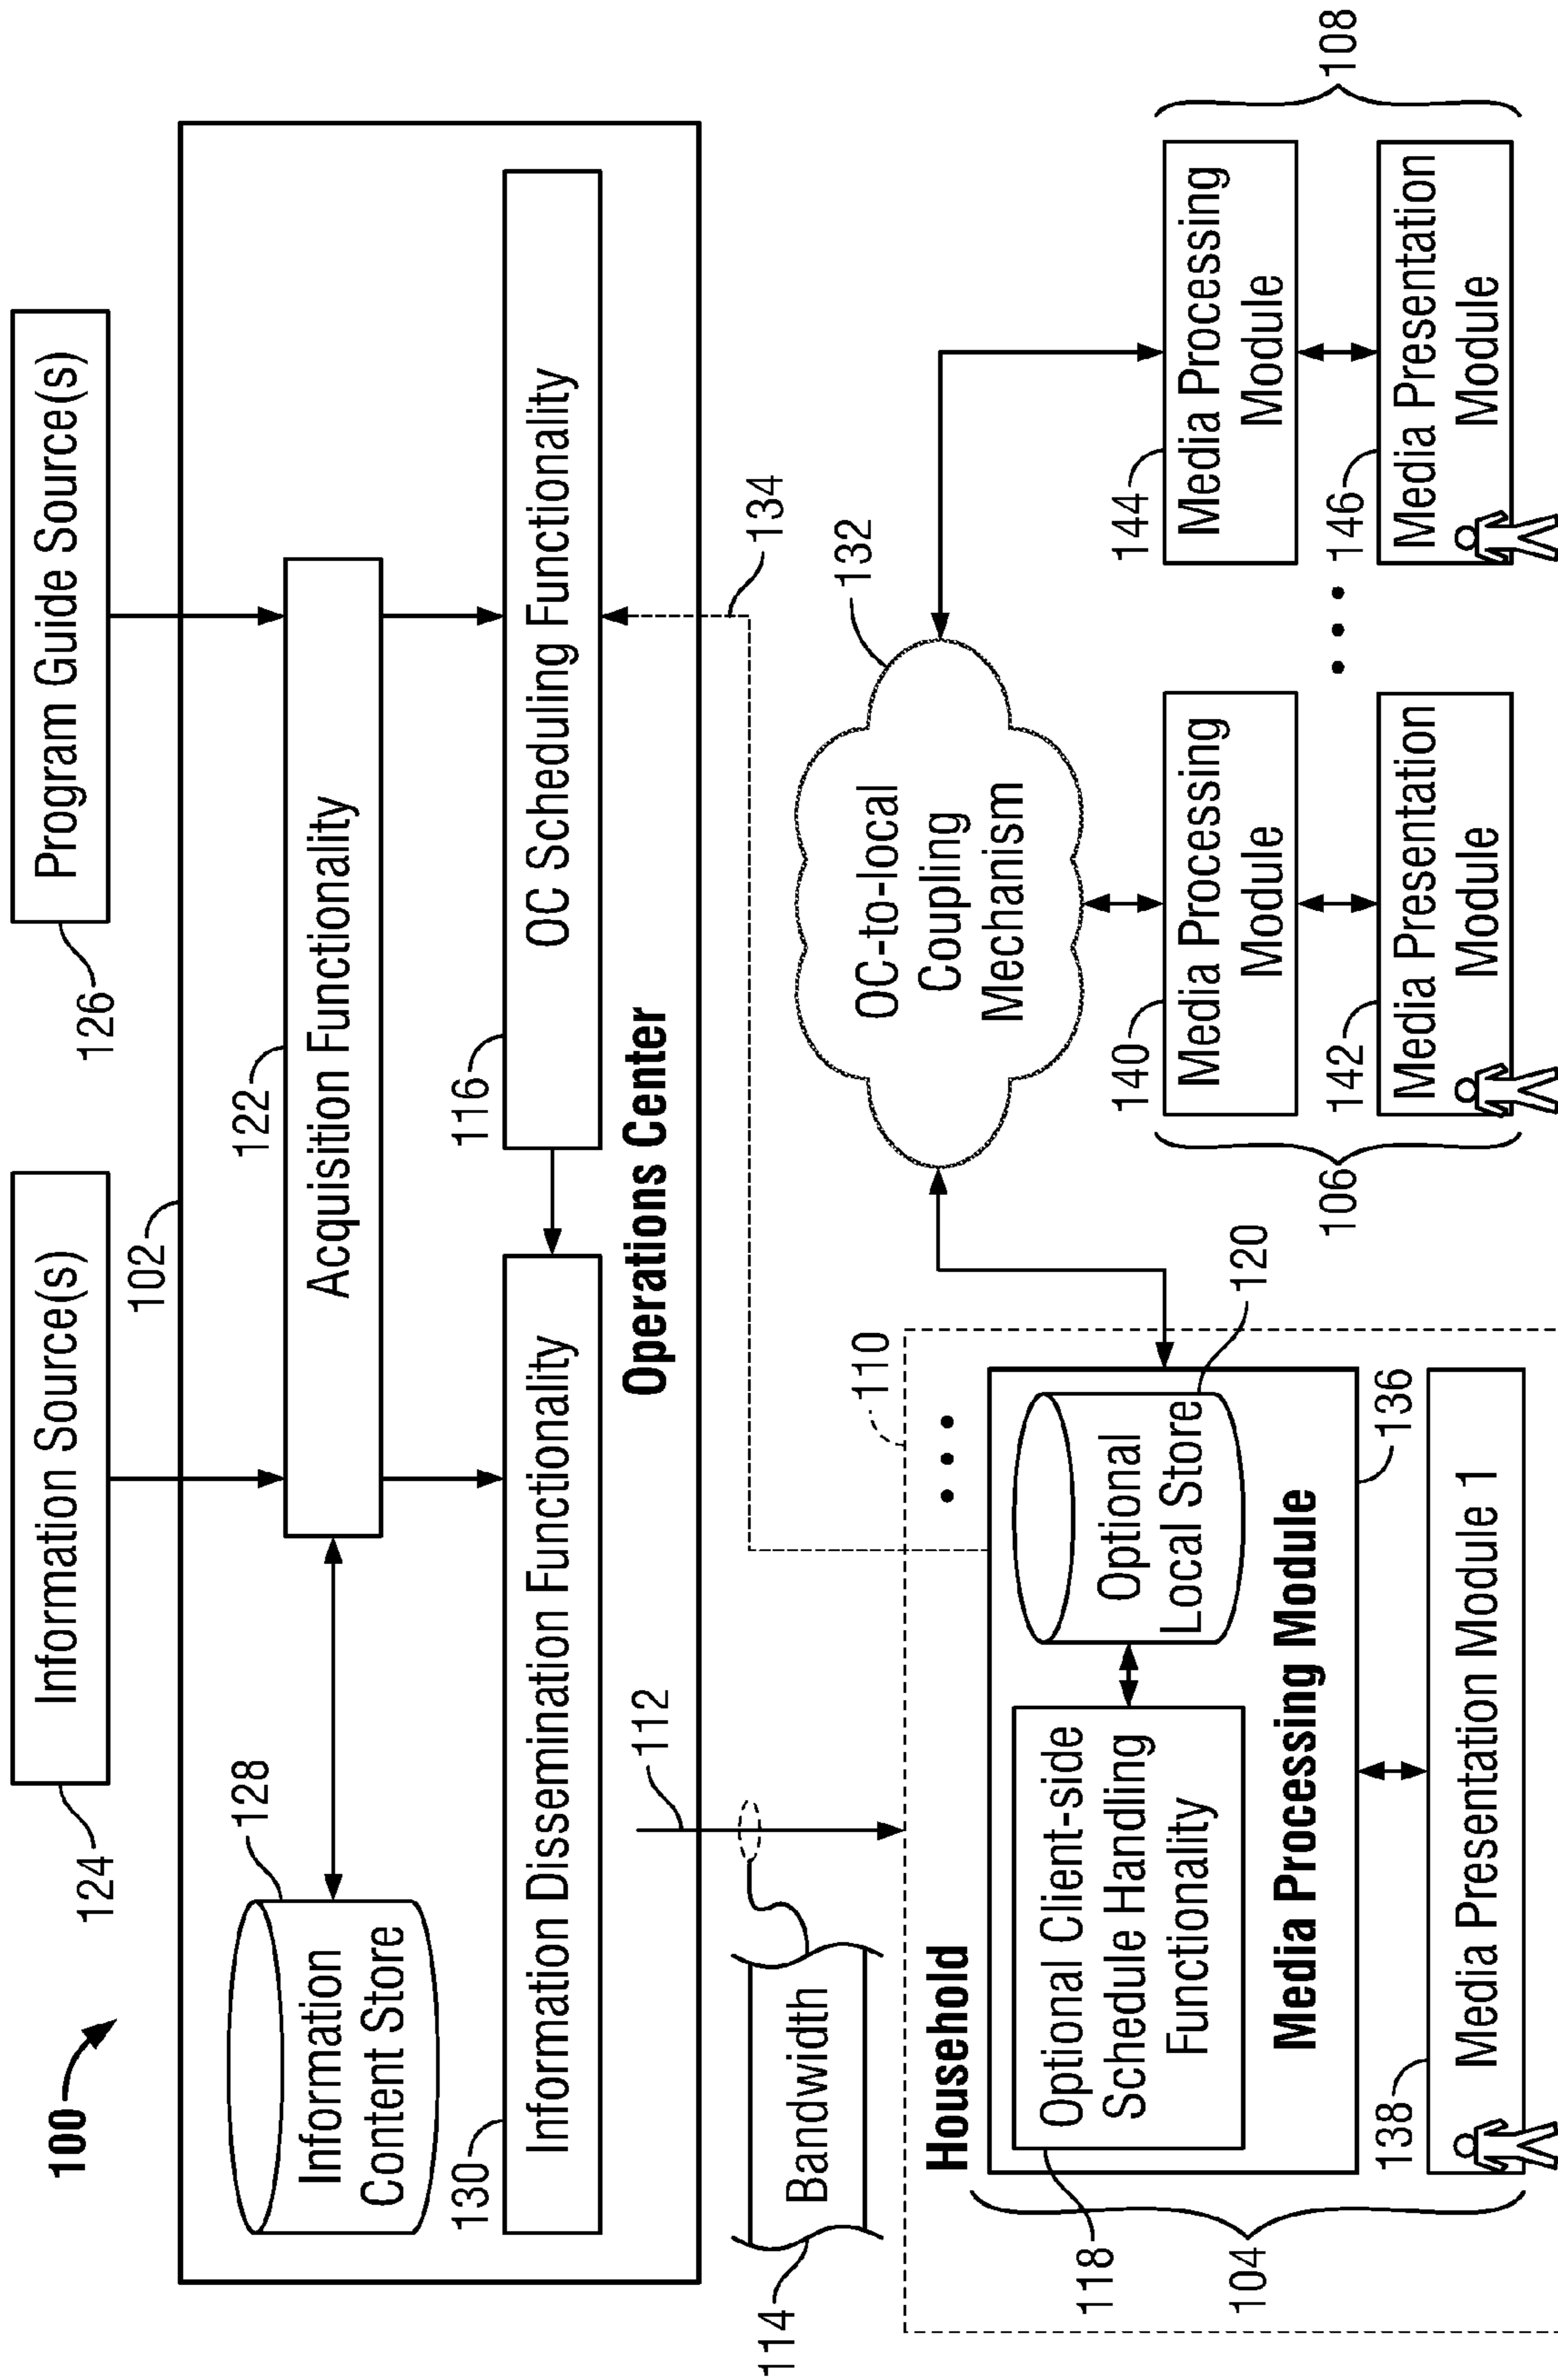 100
Information Source(s)
124
Program Guide Source(s)
126
102
128
Information
Content Store
122
Acquisition Functionality
130
Information Dissemination Functionality
116
OC Scheduling Functionality
Operations Center
112
134
114
Bandwidth
110
Household
118
Optional Client-side
Schedule Handling
Functionality
Optional
Local Store
120
Media Processing Module
136
138
Media Presentation Module 1
104
132
OC-to-local
Coupling
Mechanism
140
Media Processing
Module
142
Media Presentation
Module
106
144
Media Processing
Module
146
Media Presentation
Module
108